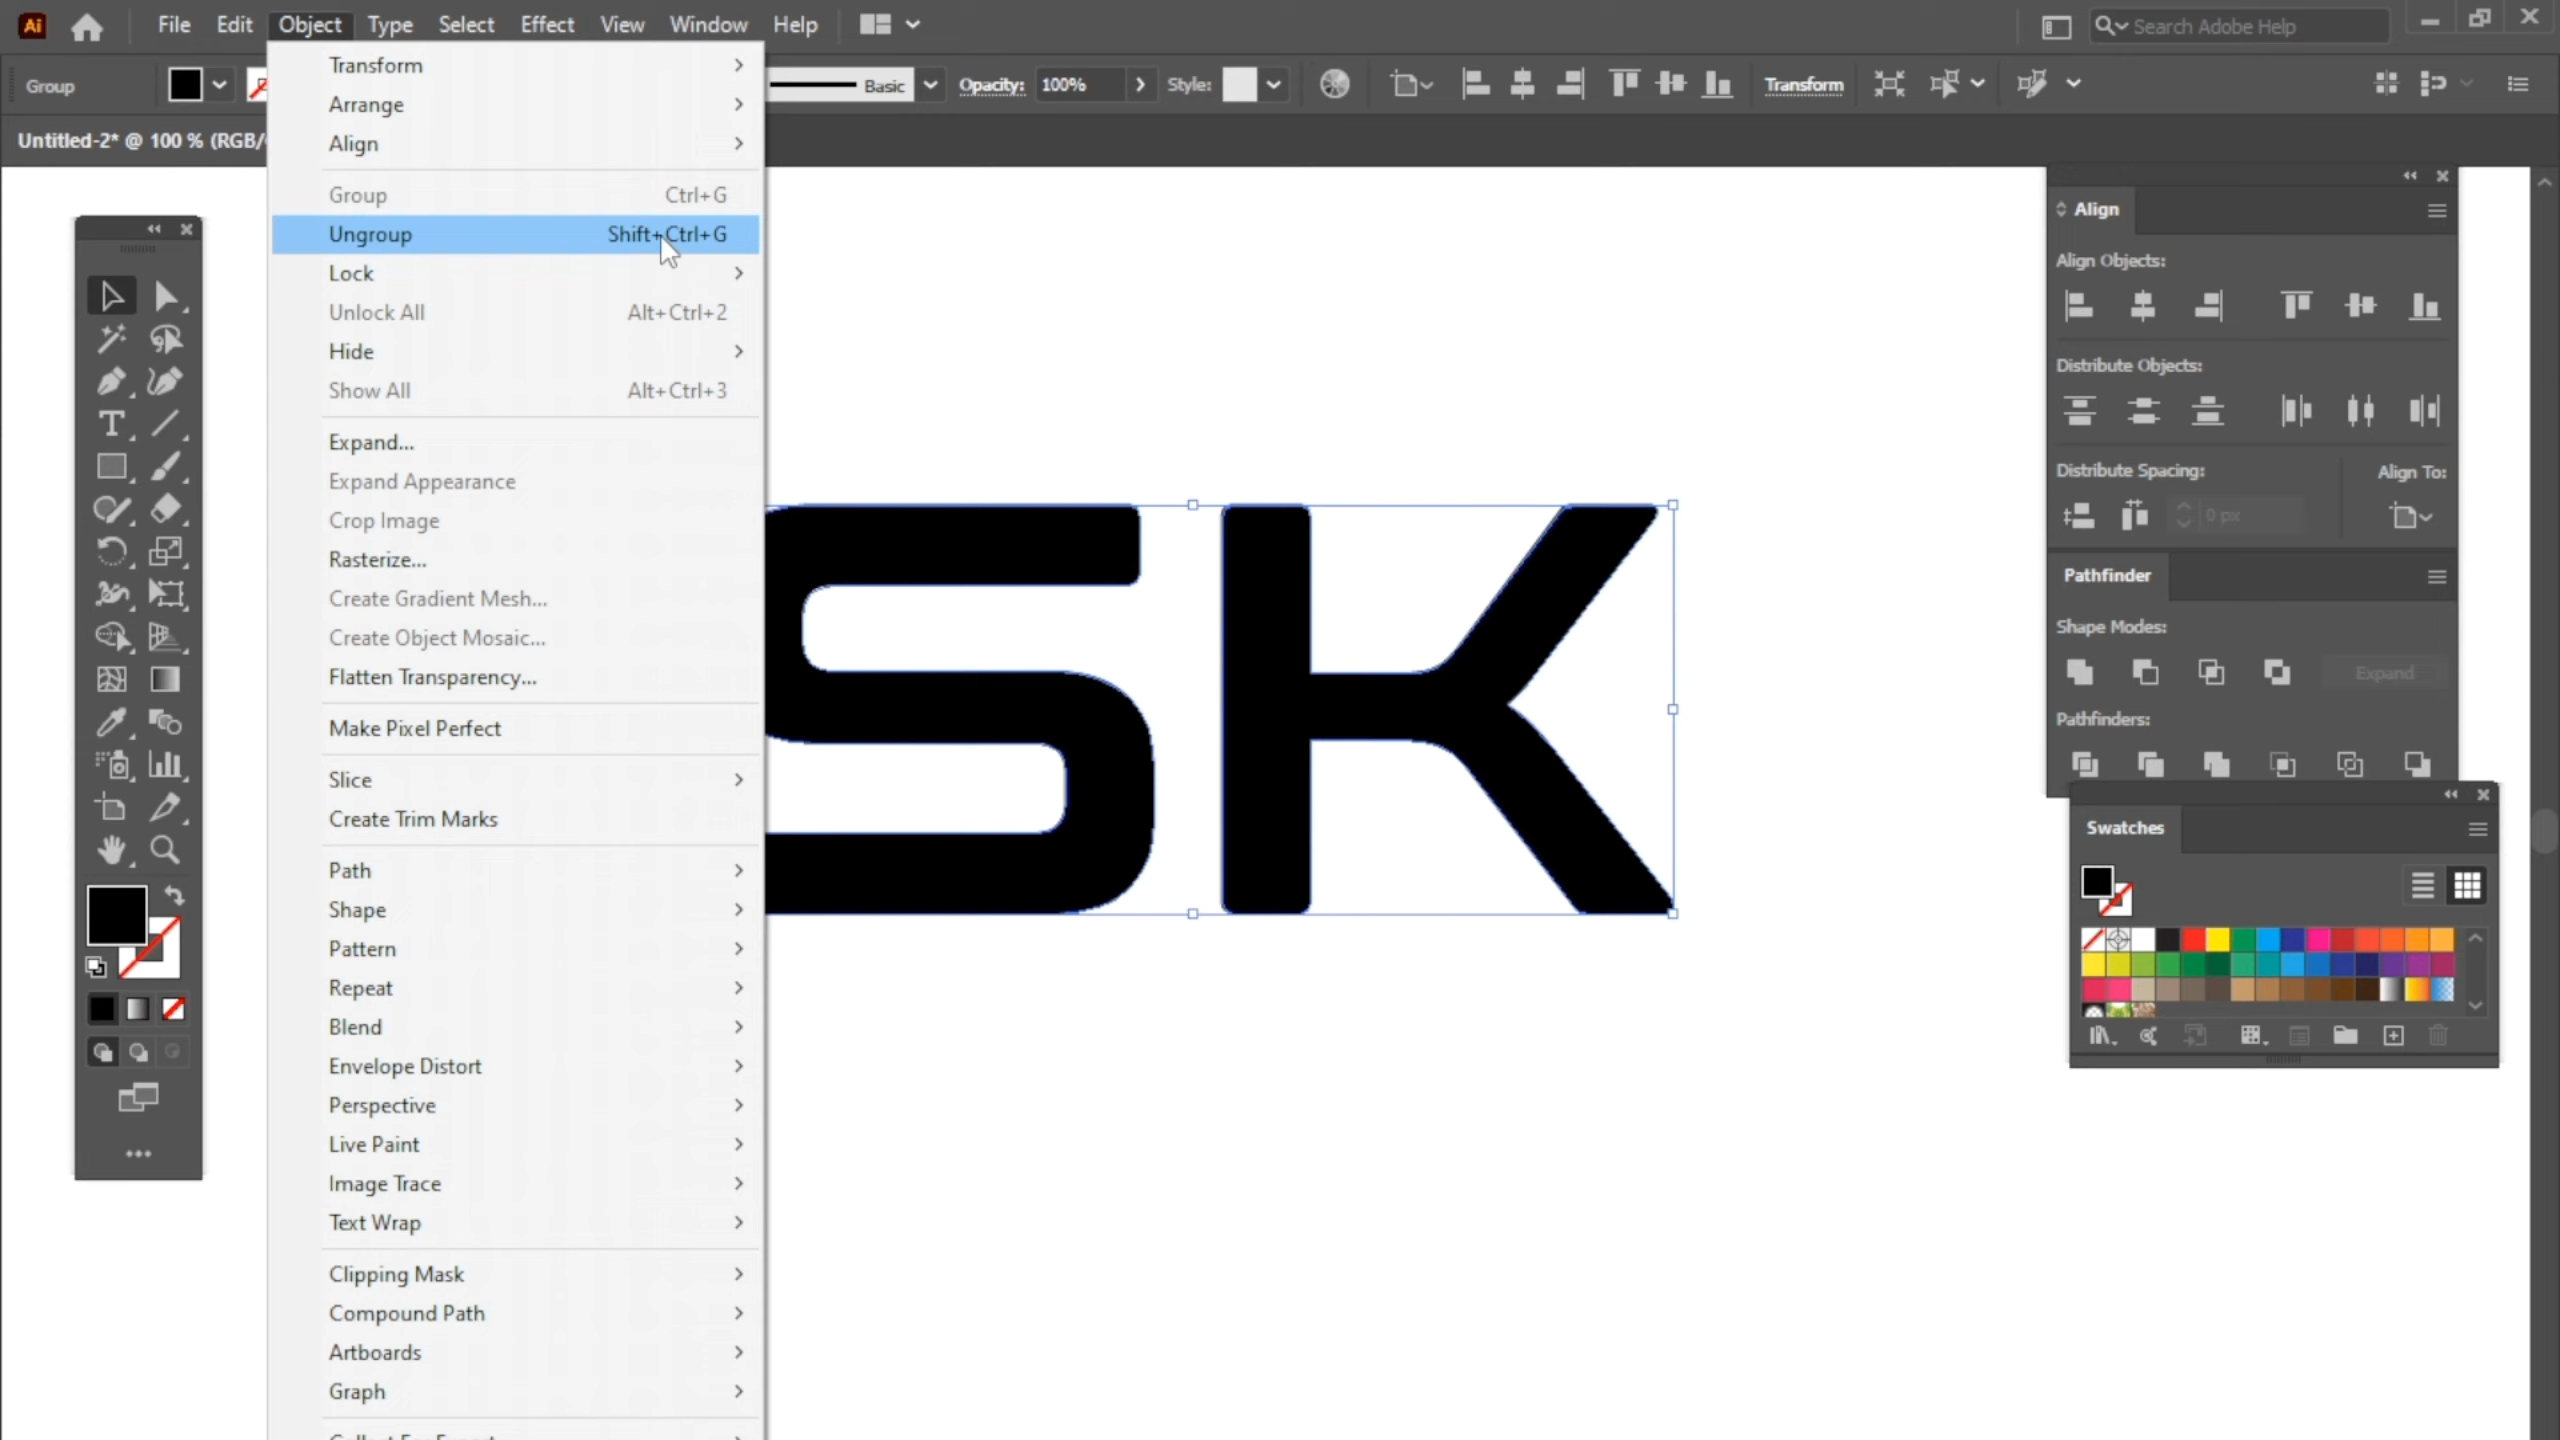 Ai File Edit Object Type Select Effect View Window Help Search Adobe Help
Group Basic Opacity: 100% Style: Transform
Untitled-2* @ 100 % (RGB/
Transform
Arrange
Align
Group Ctrl+G
Ungroup Shift+Ctrl+G
Lock
Unlock All Alt+Ctrl+2
Hide
Show All Alt+Ctrl+3
Expand...
Expand Appearance
Crop Image
Rasterize...
Create Gradient Mesh...
Create Object Mosaic...
Flatten Transparency...
Make Pixel Perfect
Slice
Create Trim Marks
Path
Shape
Pattern
Repeat
Blend
Envelope Distort
Perspective
Live Paint
Image Trace
Text Wrap
Clipping Mask
Compound Path
Artboards
Graph
SK
Align
Align Objects:
Distribute Objects:
Distribute Spacing: Align To:
0 px
Pathfinder
Shape Modes:
Expand
Pathfinders:
Swatches